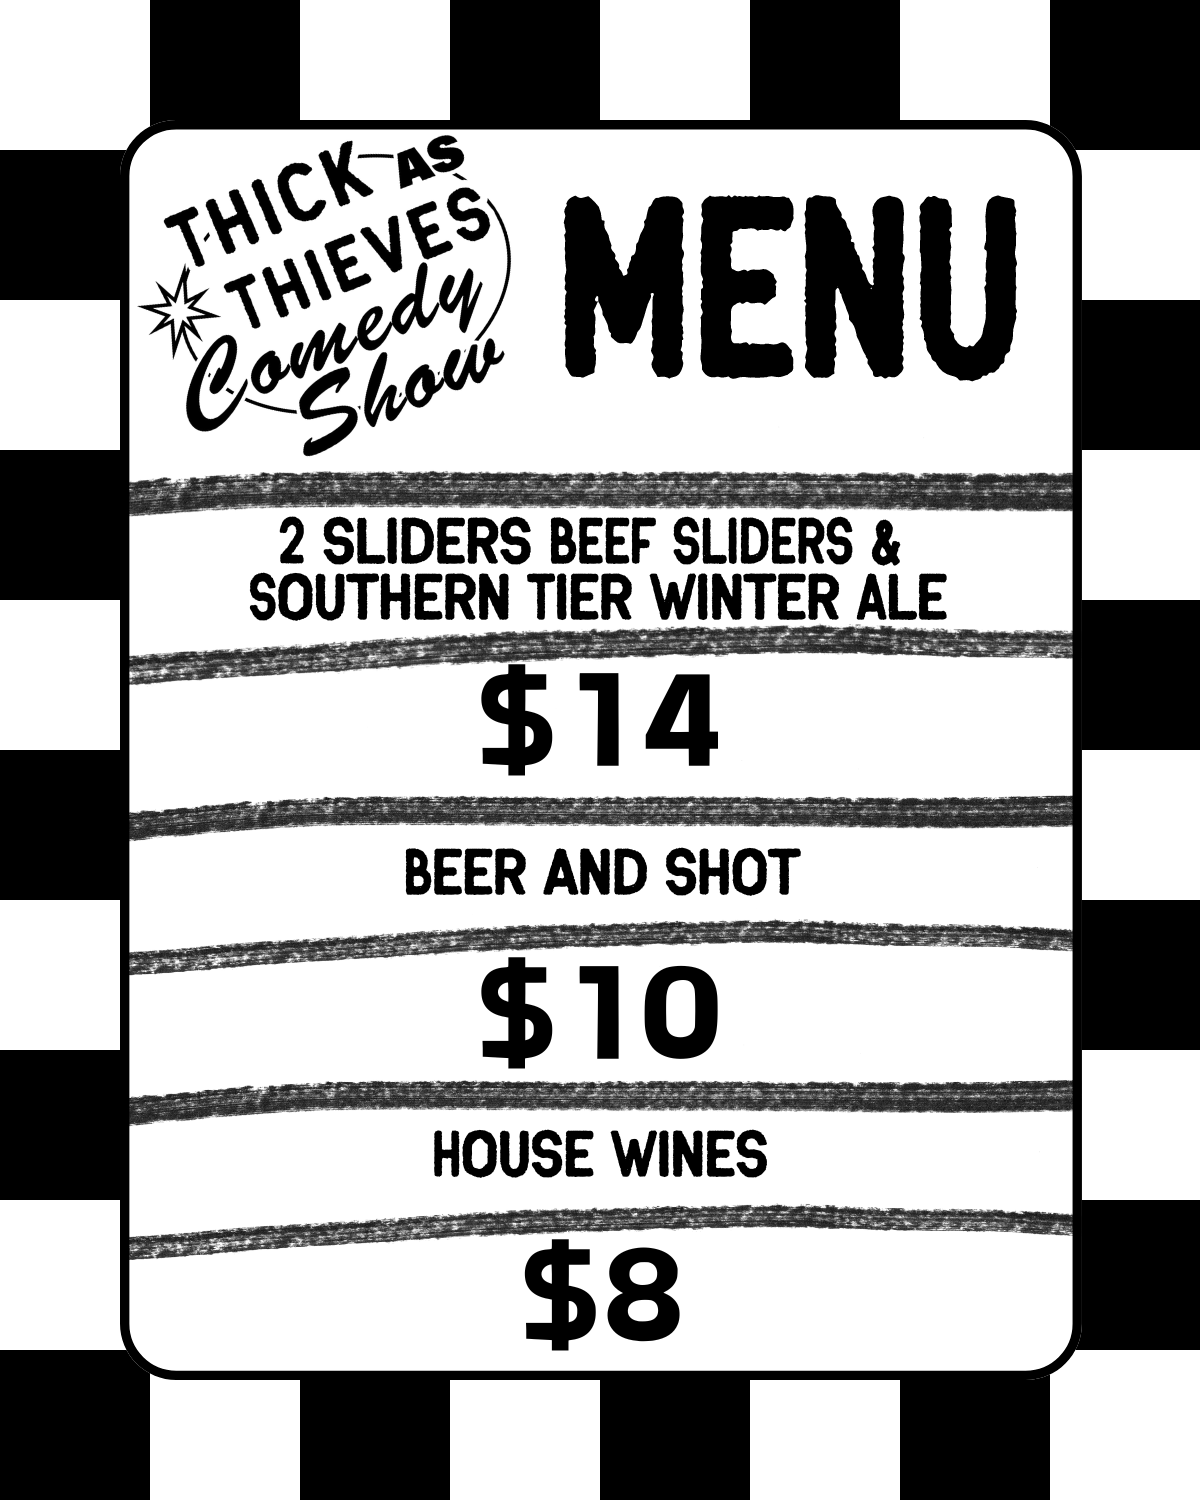 THICK AS
THIEVES
Comedy
Show
MENU
2 SLIDERS BEEF SLIDERS &
SOUTHERN TIER WINTER ALE
$14
BEER AND SHOT
$10
HOUSE WINES
$8